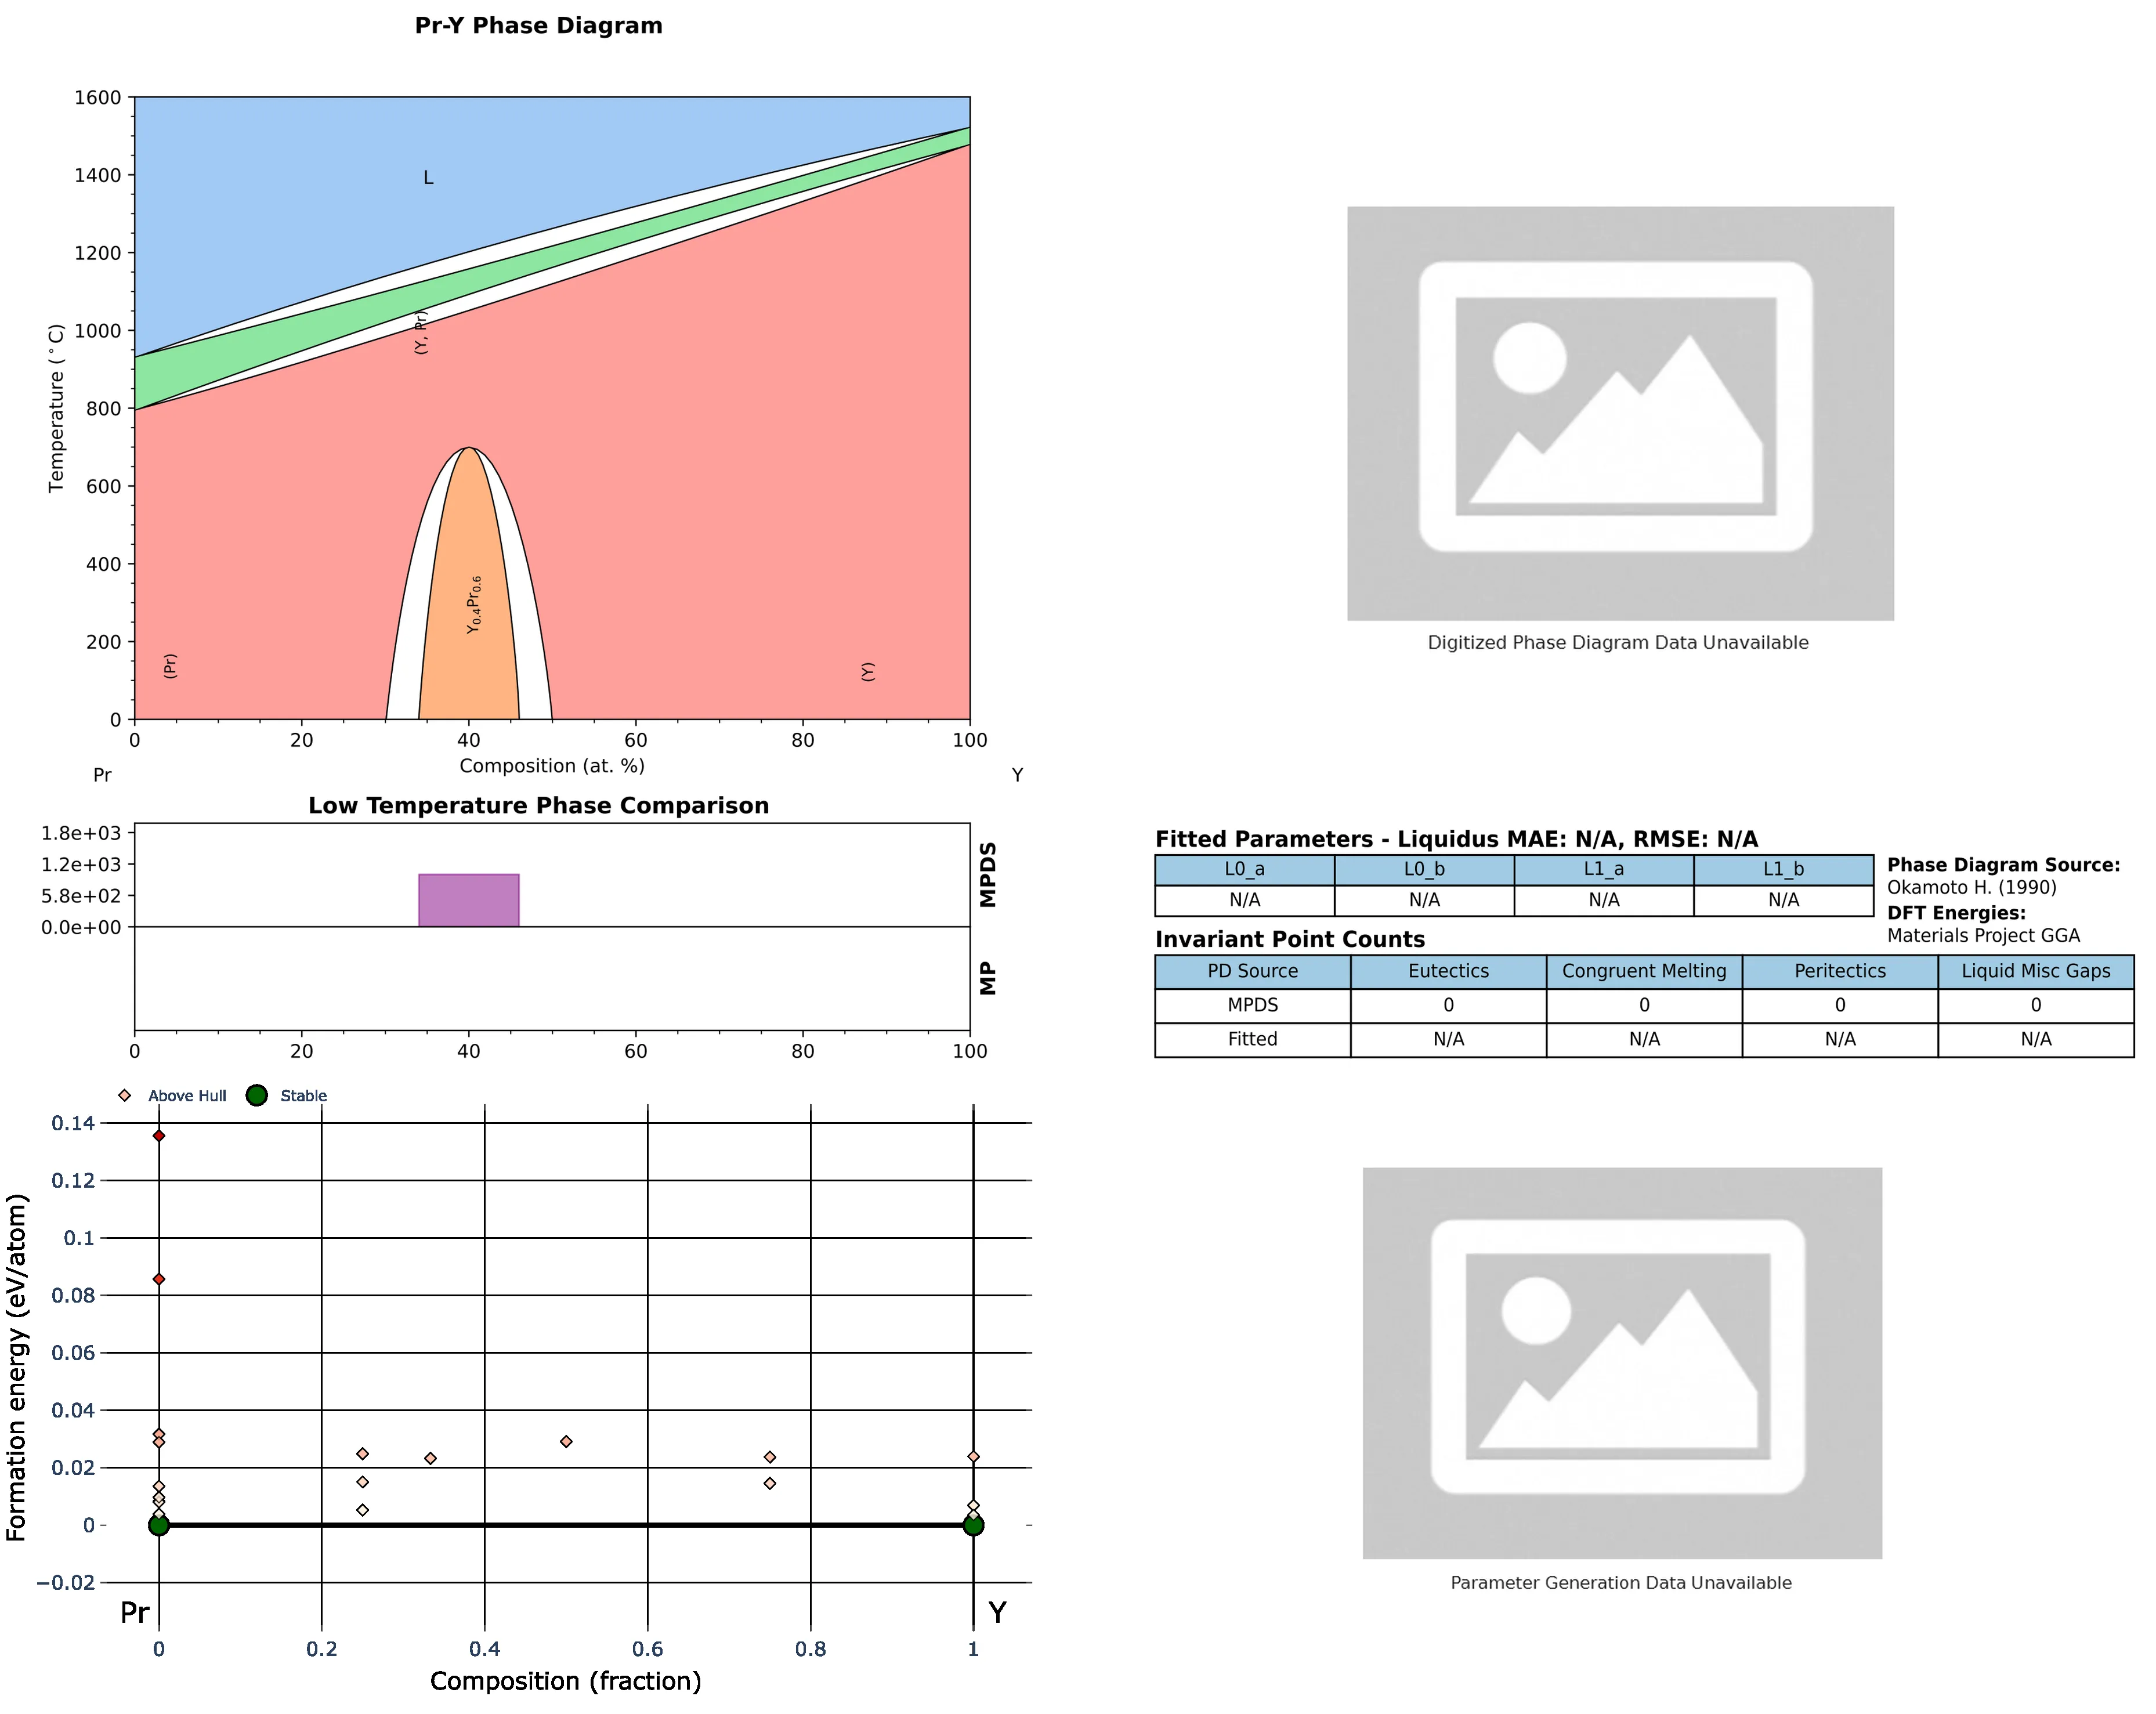 Pr-Y Phase Diagram
1600
1400
1200
1000
800
600
400
200
0
Temperature (°C)
L
(Y, Pr)
Y0.4Pr0.6
(Pr)
(Y)
0 20 40 60 80 100
Composition (at. %)
Pr Y
Digitized Phase Diagram Data Unavailable
Low Temperature Phase Comparison
1.8e+03
1.2e+03
5.8e+02
0.0e+00
MPDS
MP
0 20 40 60 80 100
Fitted Parameters - Liquidus MAE: N/A, RMSE: N/A
L0_a L0_b L1_a L1_b
N/A N/A N/A N/A
Phase Diagram Source:
Okamoto H. (1990)
DFT Energies:
Materials Project GGA
Invariant Point Counts
PD Source Eutectics Congruent Melting Peritectics Liquid Misc Gaps
MPDS 0 0 0 0
Fitted N/A N/A N/A N/A
Above Hull Stable
0.14
0.12
0.1
0.08
0.06
0.04
0.02
0
−0.02
Formation energy (eV/atom)
Pr Y
0 0.2 0.4 0.6 0.8 1
Composition (fraction)
Parameter Generation Data Unavailable